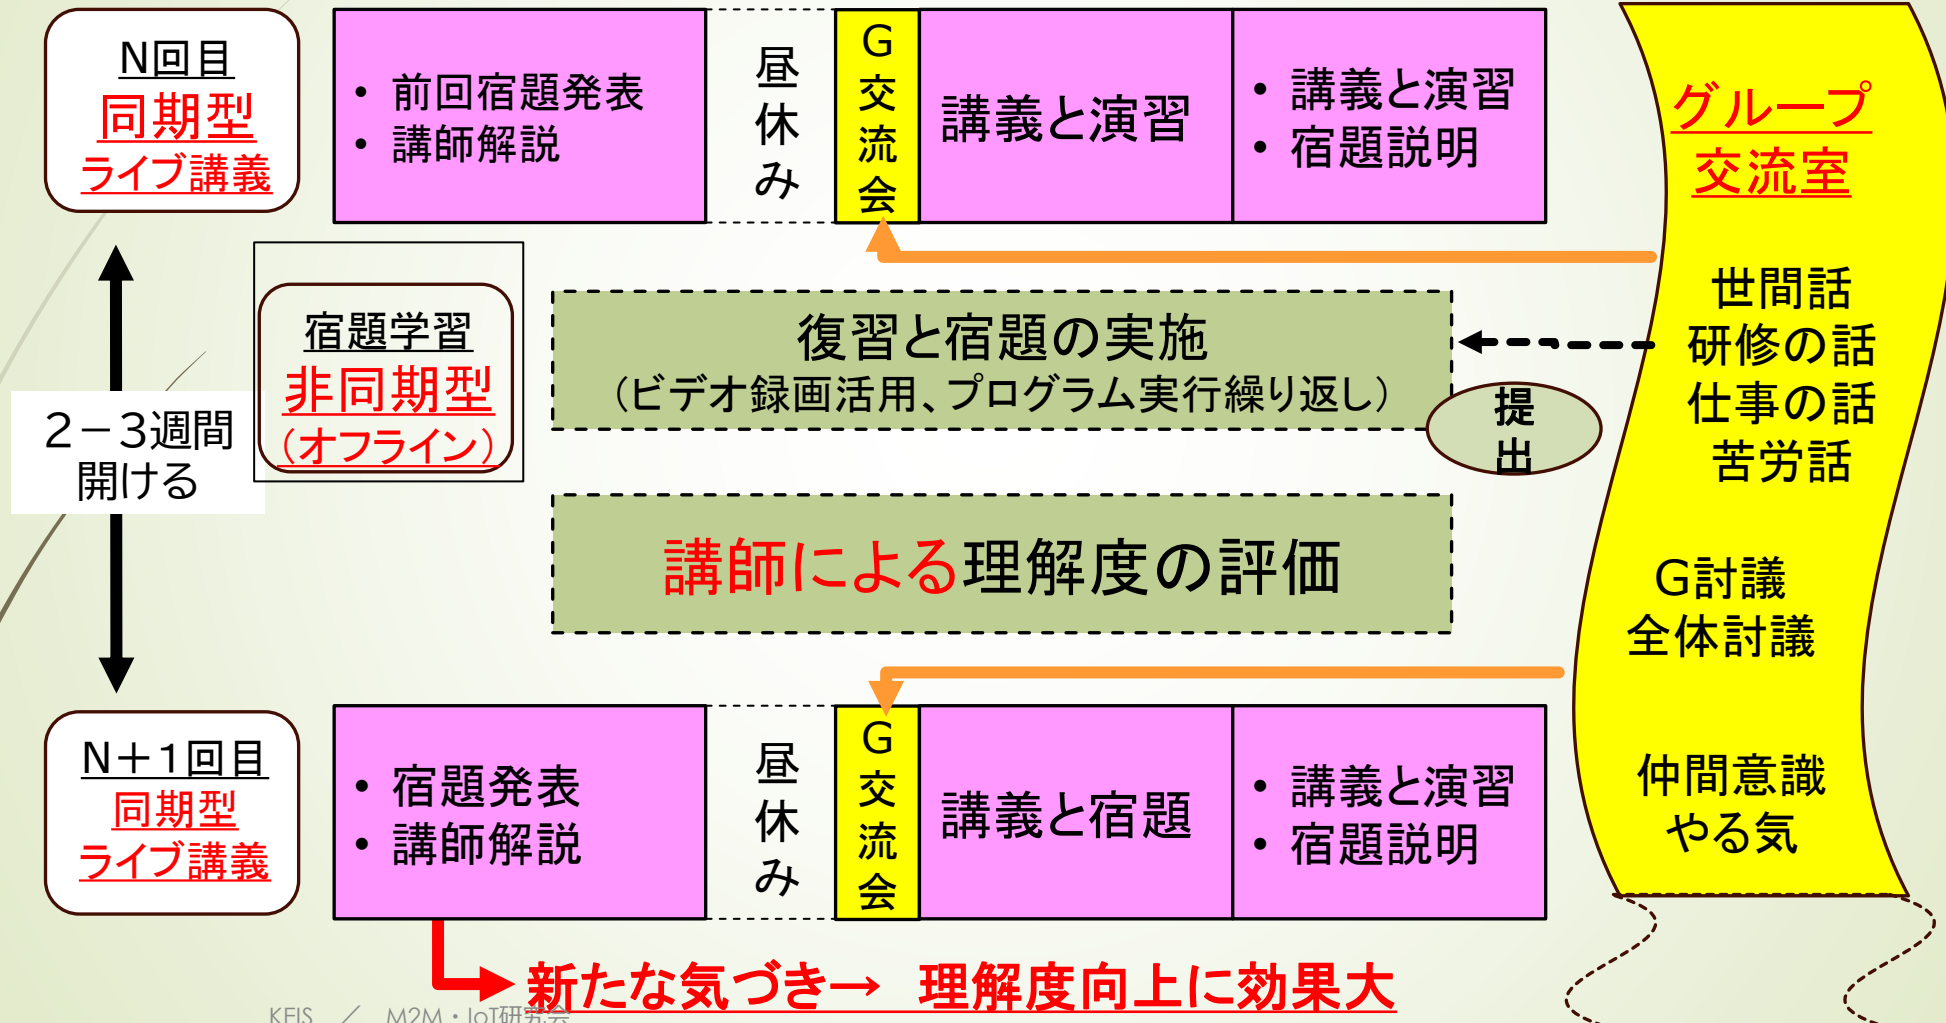 N回目
同期型
ライブ講義
• 前回宿題発表
• 講師解説
昼休み
G交流会
講義と演習
• 講義と演習
• 宿題説明
グループ
交流室
世間話
研修の話
仕事の話
苦労話
G討議
全体討議
仲間意識
やる気
2－3週間
開ける
宿題学習
非同期型
(オフライン)
復習と宿題の実施
(ビデオ録画活用、プログラム実行繰り返し)
提出
講師による理解度の評価
N＋1回目
同期型
ライブ講義
• 宿題発表
• 講師解説
昼休み
G交流会
講義と宿題
• 講義と演習
• 宿題説明
新たな気づき→　理解度向上に効果大
KEIS　／　M2M・IoT研究会